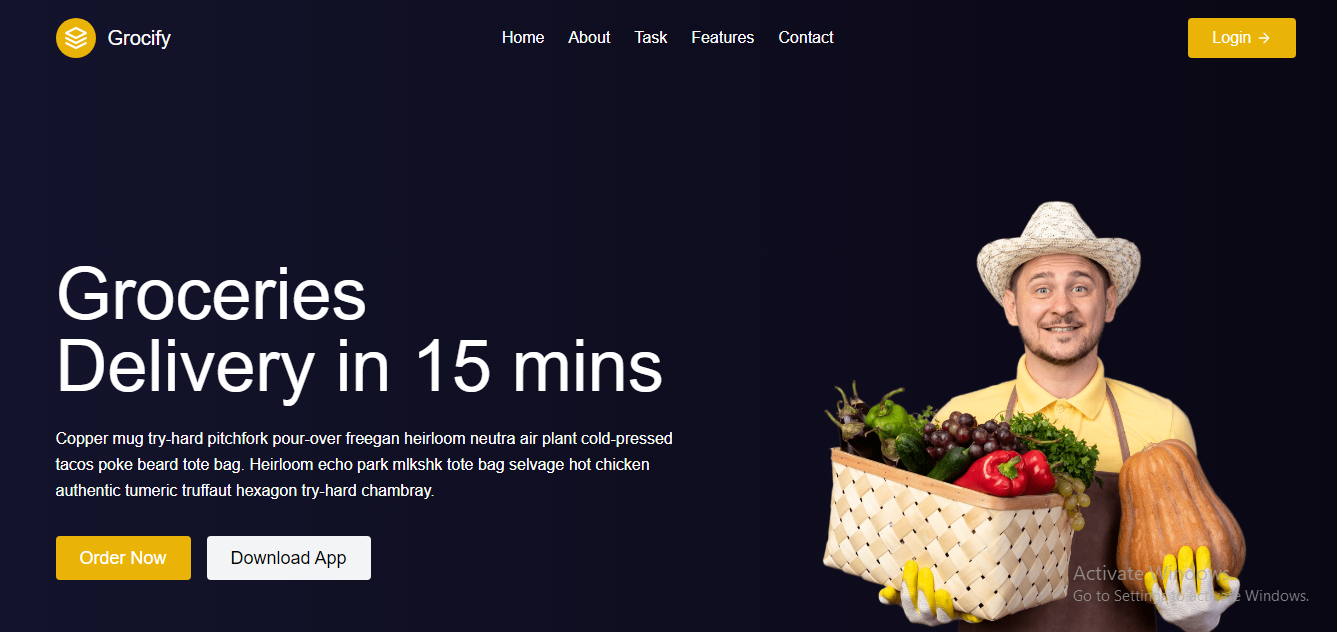 Grocify
Home About Task Features Contact
Login →
Groceries
Delivery in 15 mins
Copper mug try-hard pitchfork pour-over freegan heirloom neutra air plant cold-pressed
tacos poke beard tote bag. Heirloom echo park mlkshk tote bag selvage hot chicken
authentic tumeric truffaut hexagon try-hard chambray.
Order Now Download App
Activate Windows
Go to Settings to activate Windows.